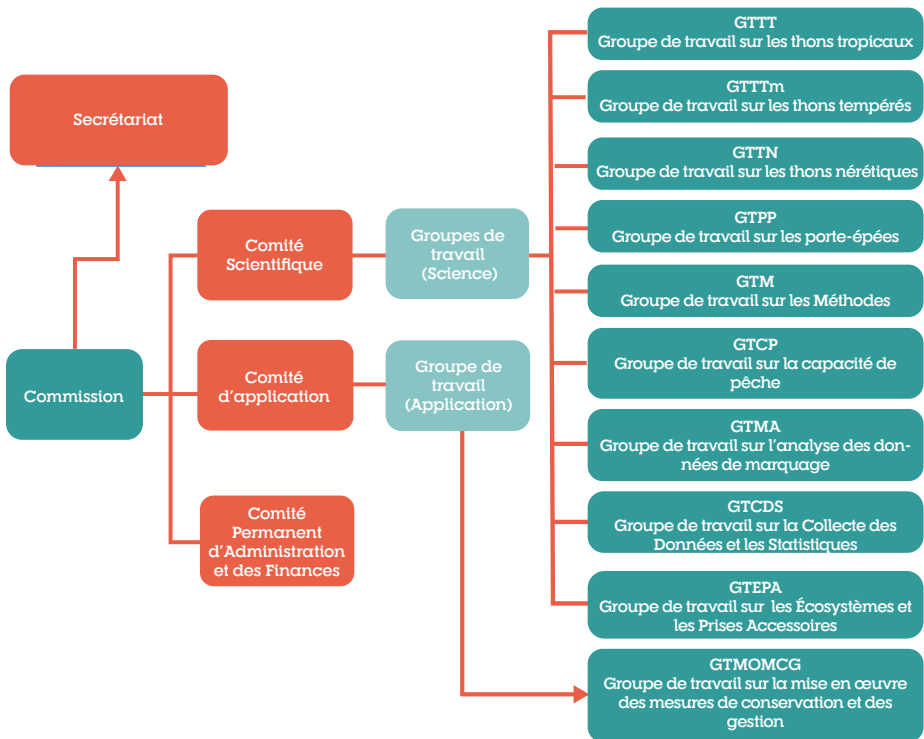 Secrétariat
Commission
Comité
Scientifique
Comité
d'application
Comité
Permanent
d'Administration
et des Finances
Groupes de
travail
(Science)
Groupe de
travail
(Application)
GTTT
Groupe de travail sur les thons tropicaux
GTTTm
Groupe de travail sur les thons tempérés
GTTN
Groupe de travail sur les thons nérétiques
GTPP
Groupe de travail sur les porte-épées
GTM
Groupe de travail sur les Méthodes
GTCP
Groupe de travail sur la capacité de
pêche
GTMA
Groupe de travail sur l'analyse des don-
nées de marquage
GTCDS
Groupe de travail sur la Collecte des
Données et les Statistiques
GTEPA
Groupe de travail sur les Écosystèmes et
les Prises Accessoires
GTMOMCG
Groupe de travail sur la mise en œuvre
des mesures de conservation et des
gestion